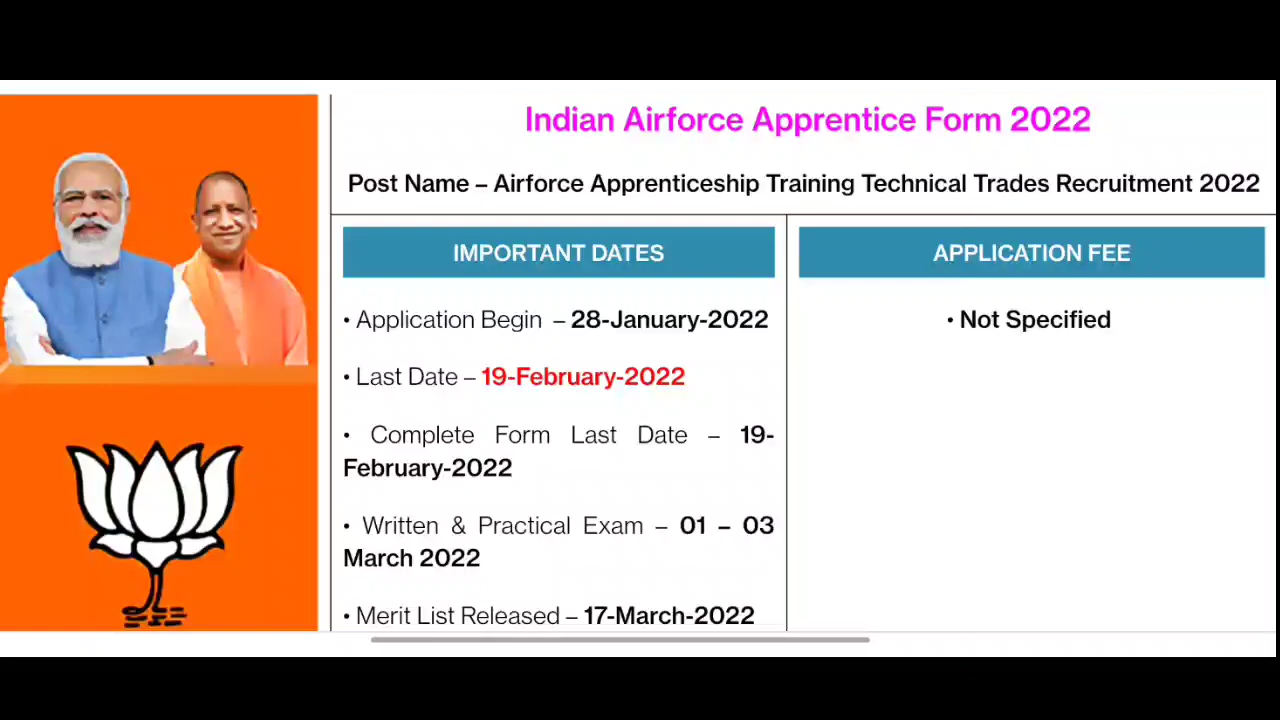 Indian Airforce Apprentice Form 2022
Post Name – Airforce Apprenticeship Training Technical Trades Recruitment 2022
IMPORTANT DATES
• Application Begin – 28-January-2022
• Last Date – 19-February-2022
• Complete Form Last Date – 19-
February-2022
• Written & Practical Exam – 01 – 03
March 2022
• Merit List Released – 17-March-2022
APPLICATION FEE
• Not Specified